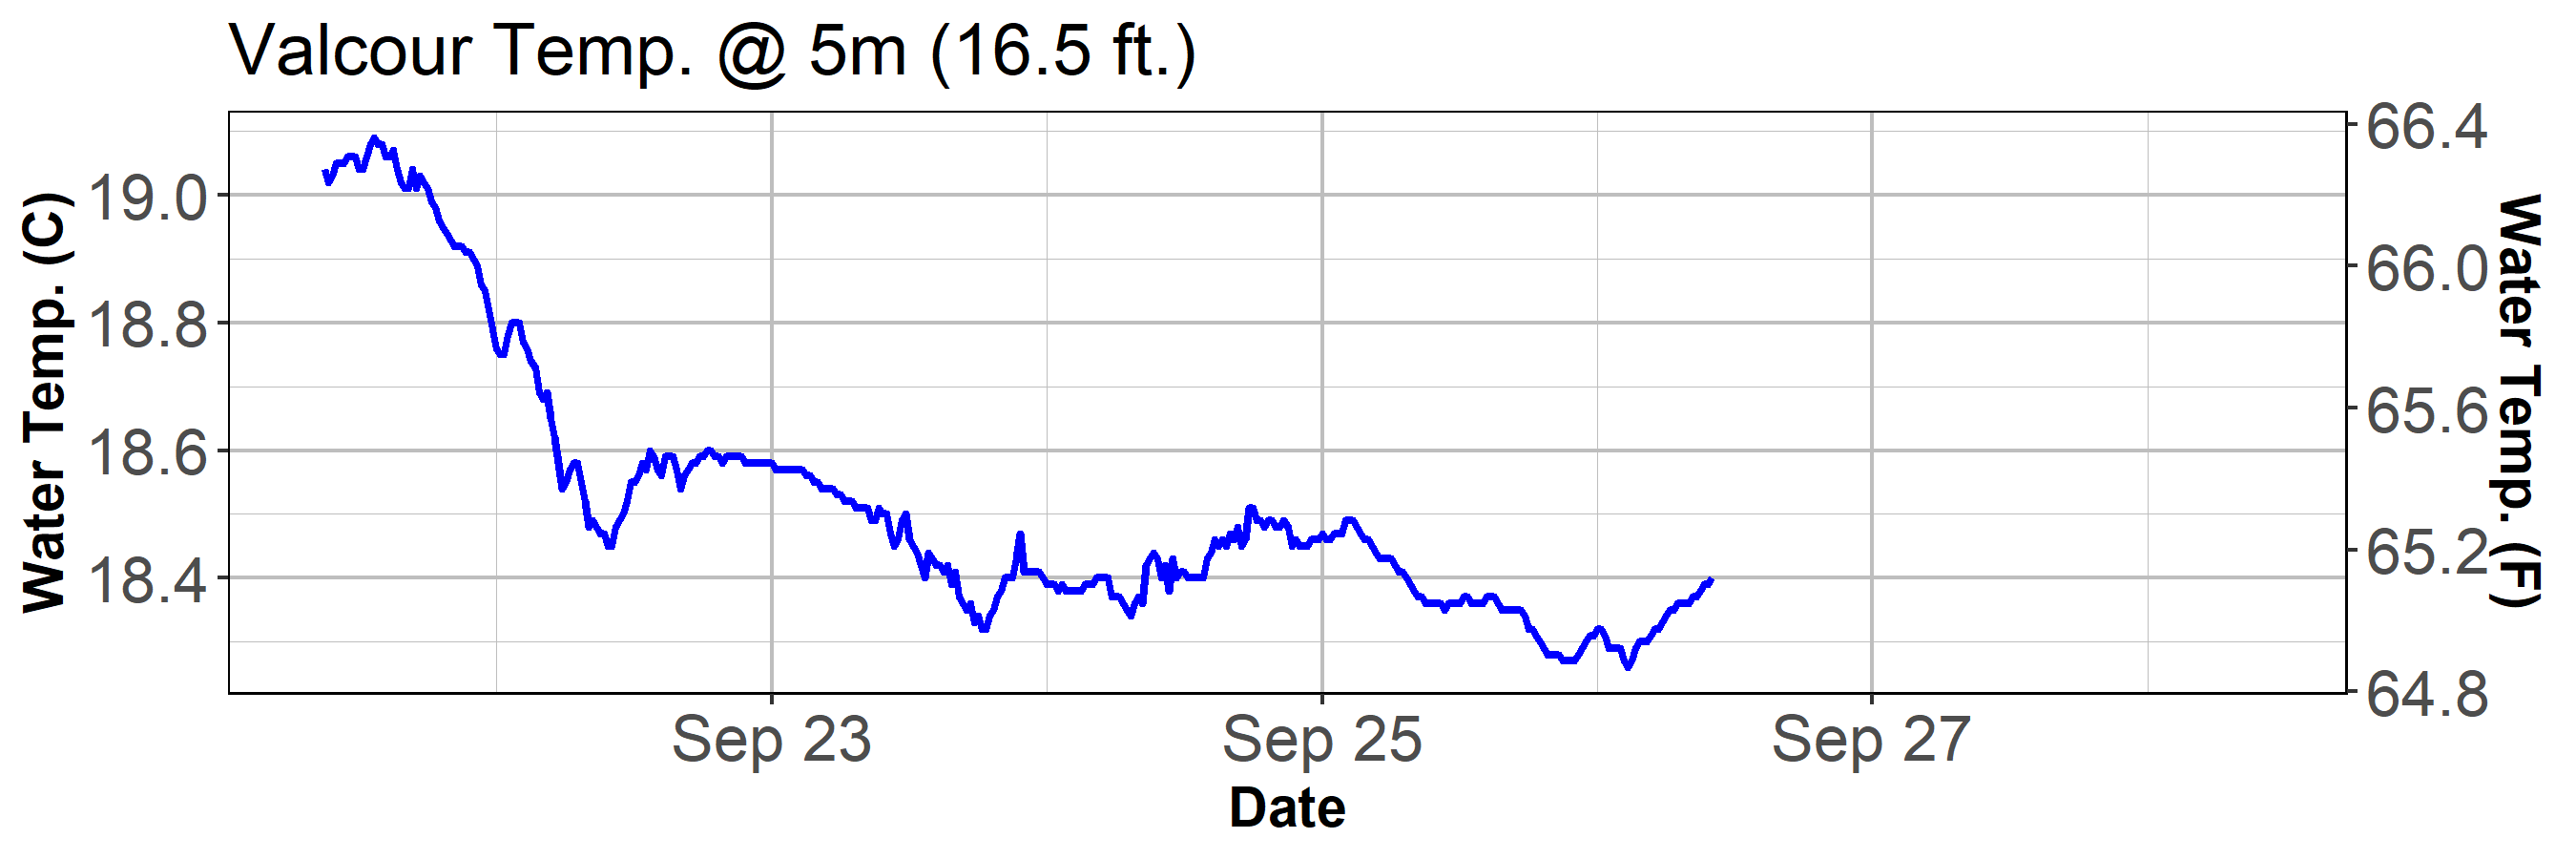 Valcour Temp. @ 5m (16.5 ft.)
Water Temp. (C)
19.0
18.8
18.6
18.4
66.4
66.0
65.6
65.2
64.8
Water Temp. (F)
Sep 23 Sep 25 Sep 27
Date